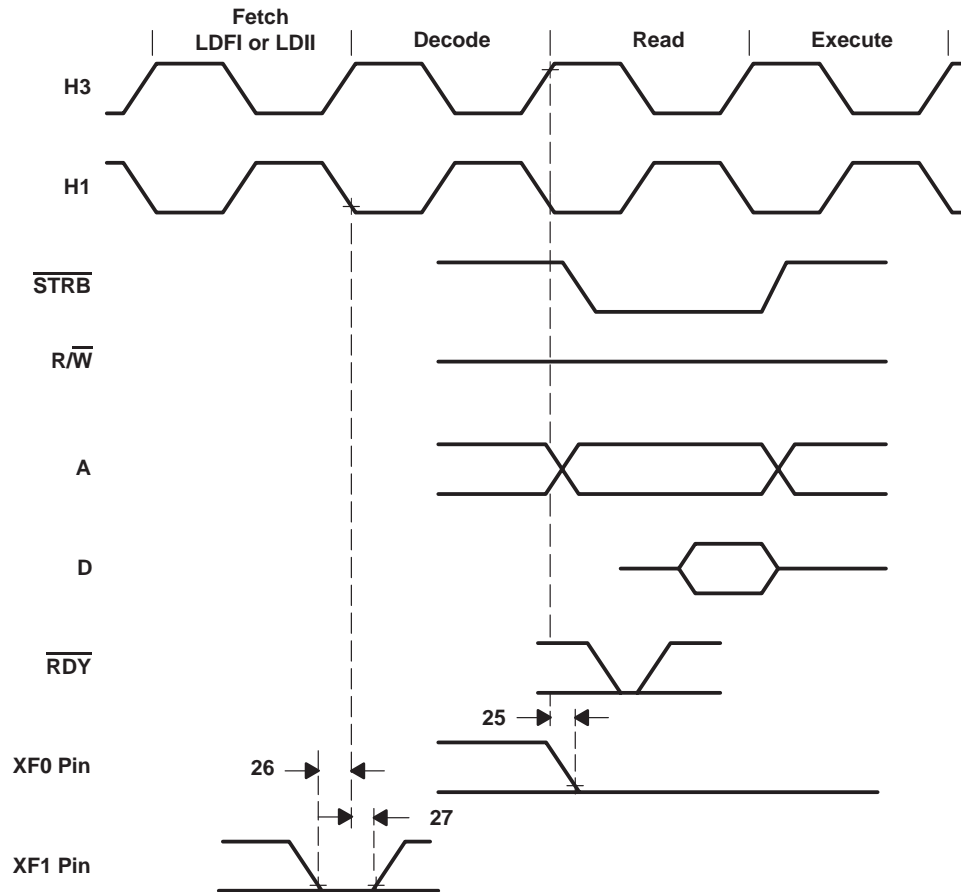 Fetch
LDFI or LDII
Decode
Read
Execute
H3
H1
STRB
R/W
A
D
RDY
25
XF0 Pin
26
27
XF1 Pin